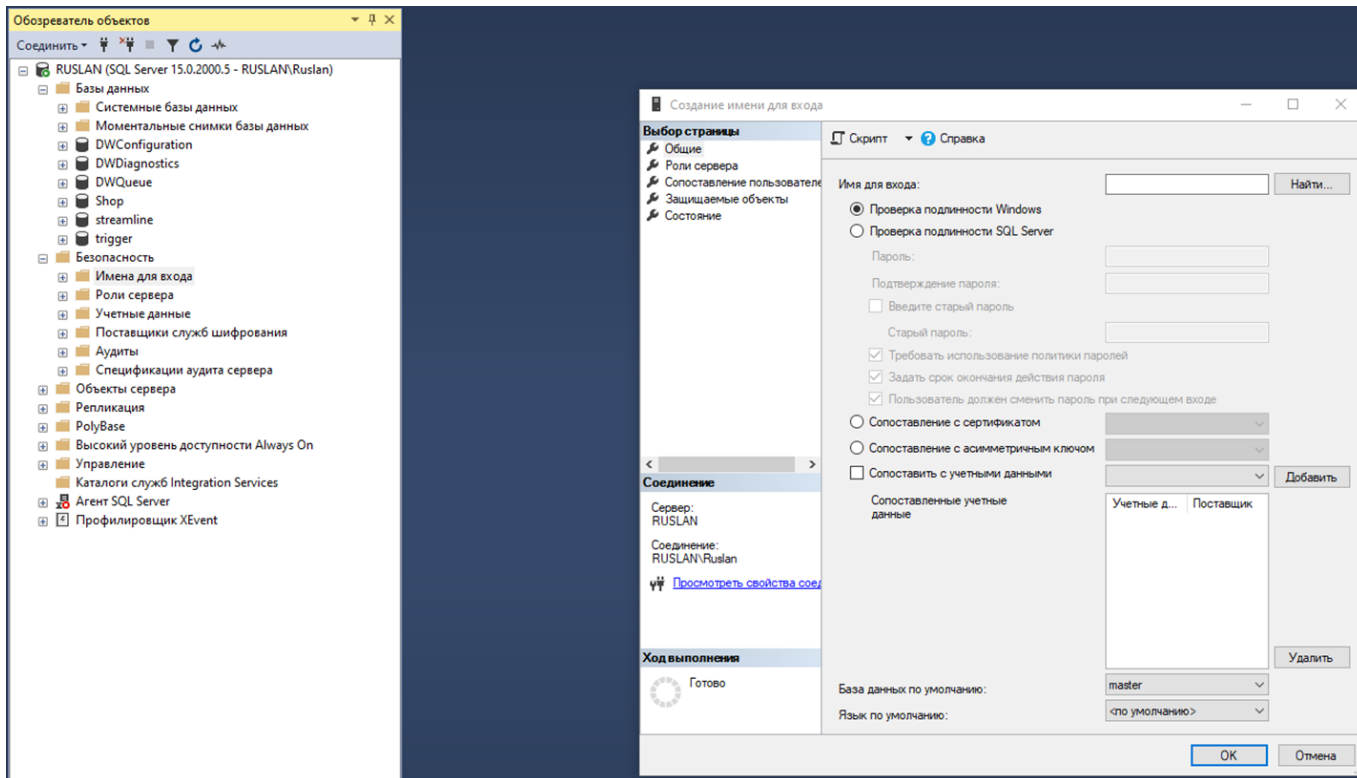 Обозреватель объектов
Соединить
RUSLAN (SQL Server 15.0.2000.5 - RUSLAN\Ruslan)
Базы данных
Системные базы данных
Моментальные снимки базы данных
DWConfiguration
DWDiagnostics
DWQueue
Shop
streamline
trigger
Безопасность
Имена для входа
Роли сервера
Учетные данные
Поставщики служб шифрования
Аудиты
Спецификации аудита сервера
Объекты сервера
Репликация
PolyBase
Высокий уровень доступности Always On
Управление
Каталоги служб Integration Services
Агент SQL Server
Профилировщик XEvent
Создание имени для входа
Выбор страницы
Общие
Роли сервера
Сопоставление пользователе
Защищаемые объекты
Состояние
Соединение
Сервер:
RUSLAN
Соединение:
RUSLAN\Ruslan
Просмотреть свойства соед
Ход выполнения
Готово
Скрипт Справка
Имя для входа: Найти...
Проверка подлинности Windows
Проверка подлинности SQL Server
Пароль:
Подтверждение пароля:
Введите старый пароль
Старый пароль:
Требовать использование политики паролей
Задать срок окончания действия пароля
Пользователь должен сменить пароль при следующем входе
Сопоставление с сертификатом
Сопоставление с асимметричным ключом
Сопоставить с учетными данными Добавить
Сопоставленные учетные
данные
Учетные д... Поставщик
Удалить
База данных по умолчанию: master
Язык по умолчанию: <по умолчанию>
OK Отмена